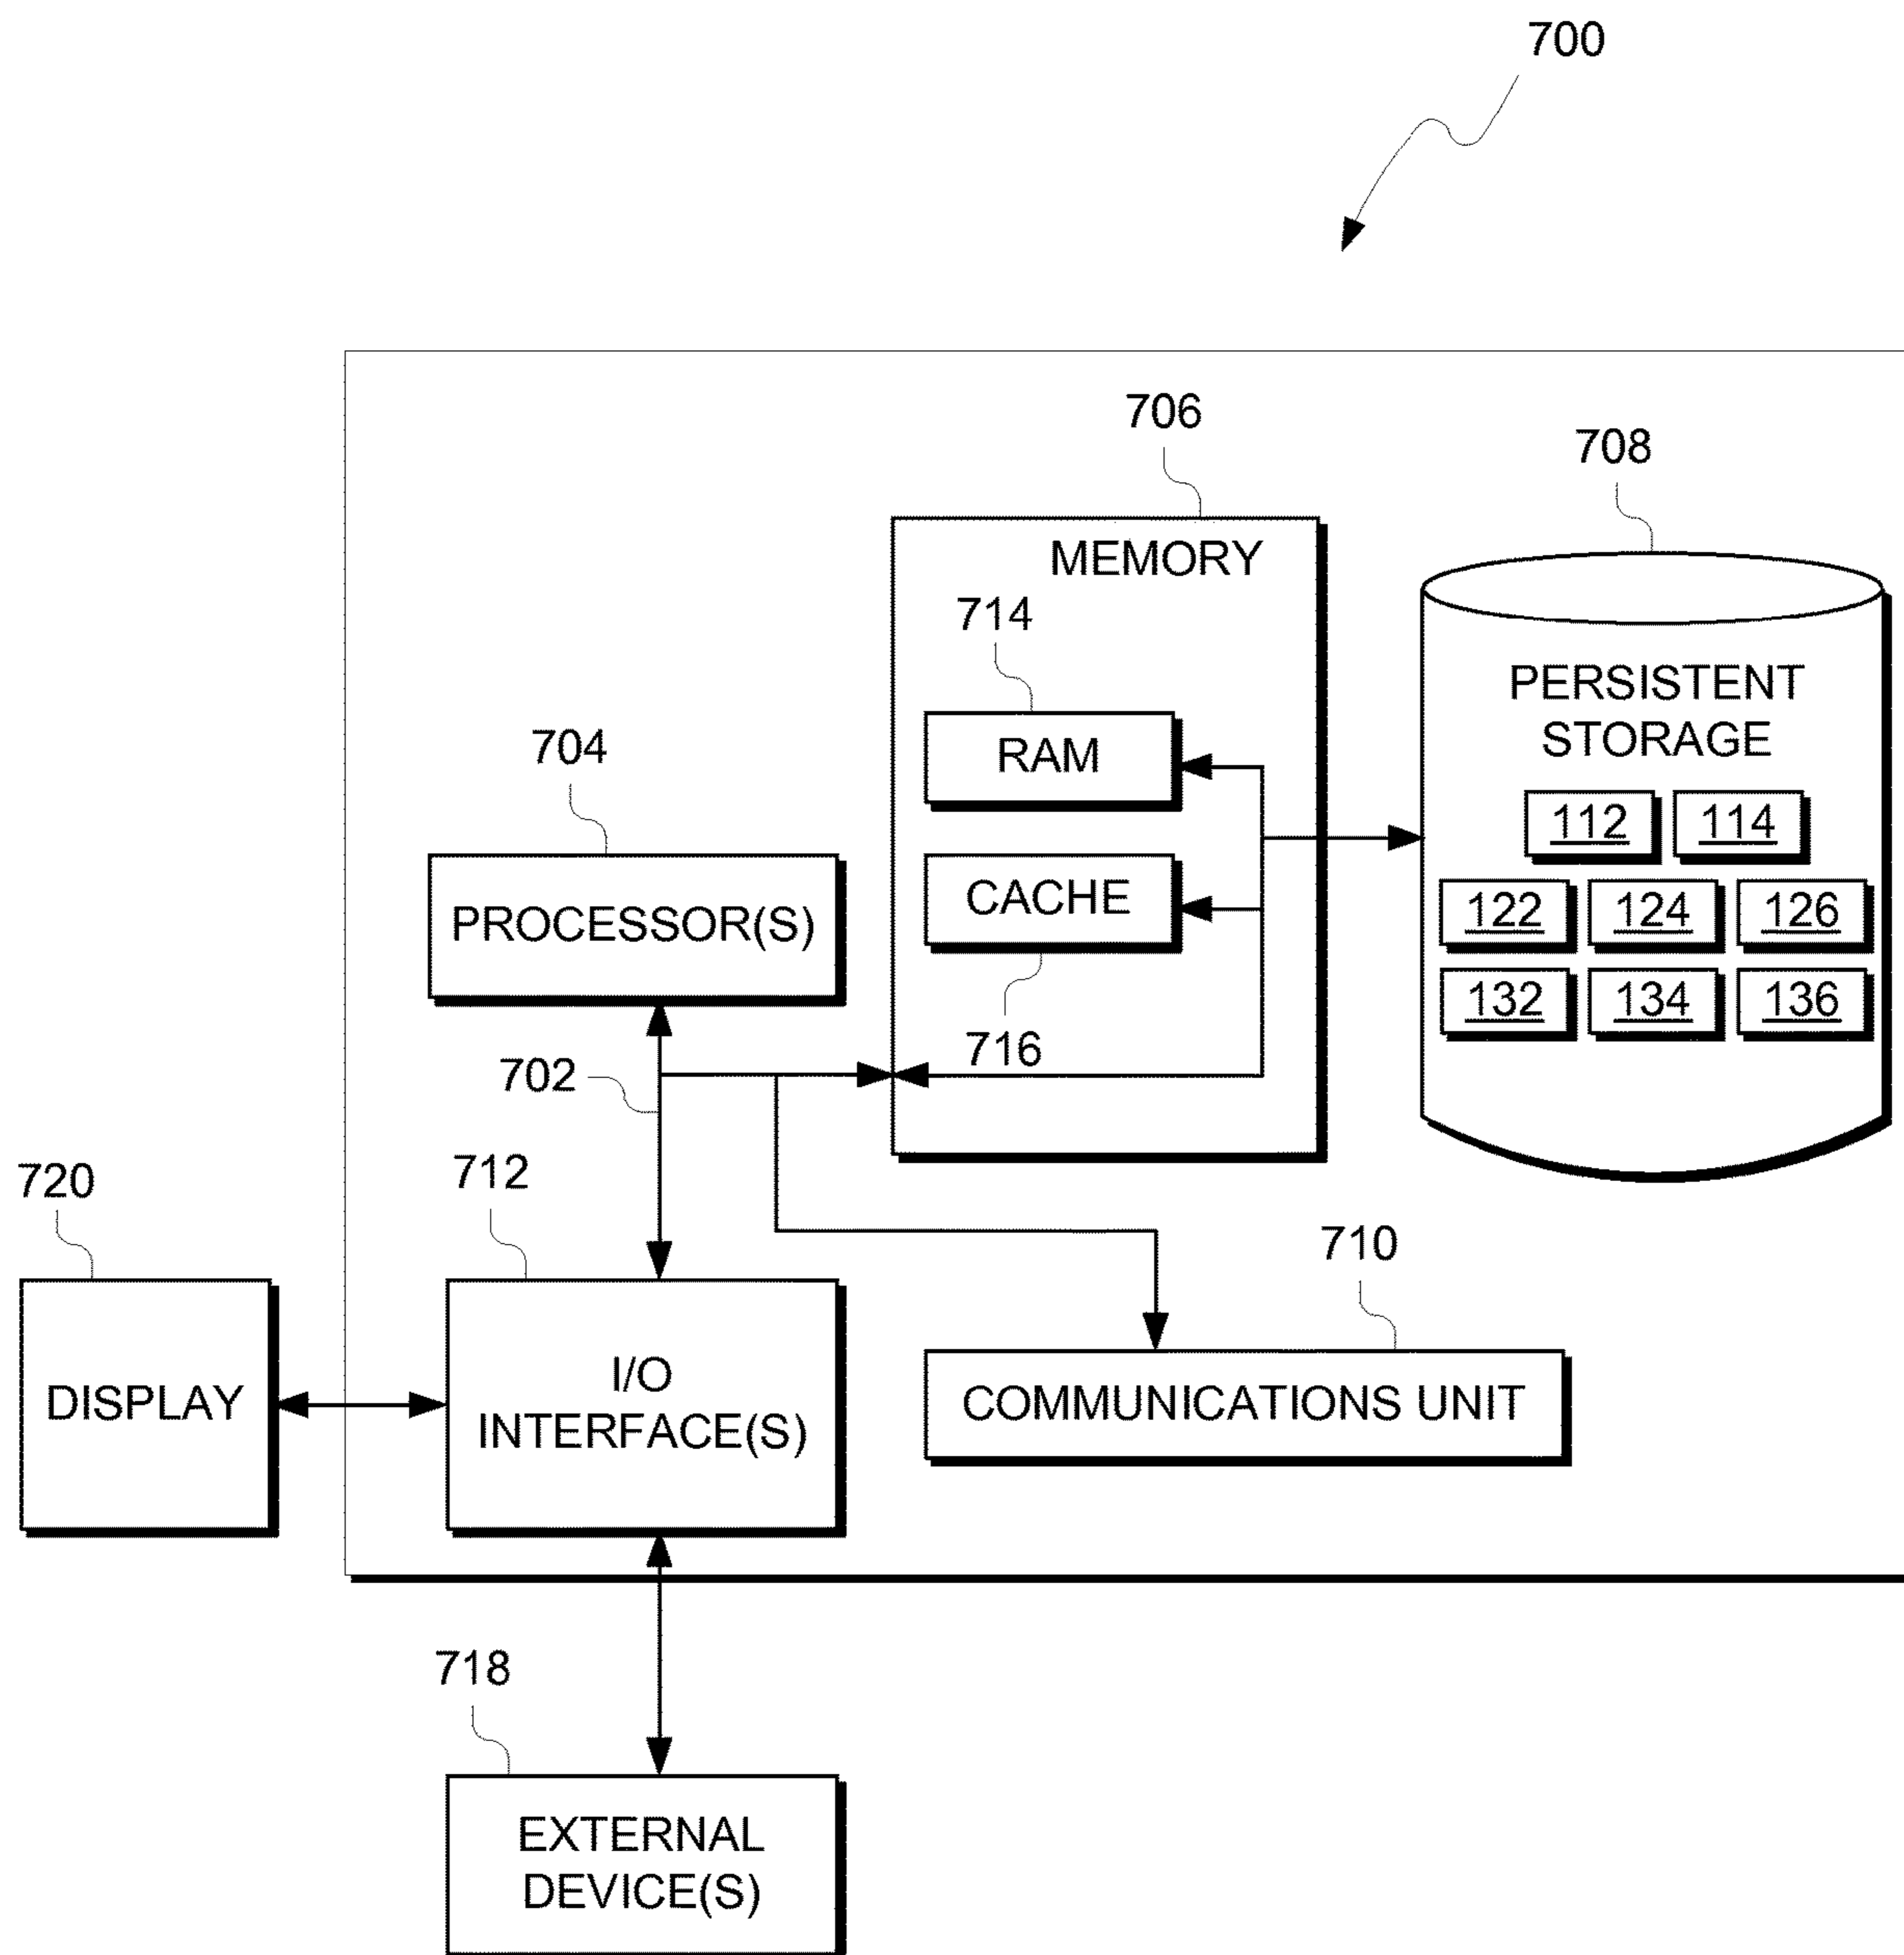 700
706
708
MEMORY
714
PERSISTENT
STORAGE
RAM
704
112 114
CACHE
PROCESSOR(S)
122 124 126
132 134 136
716
702
712
720
710
I/O
INTERFACE(S)
DISPLAY
COMMUNICATIONS UNIT
718
EXTERNAL
DEVICE(S)